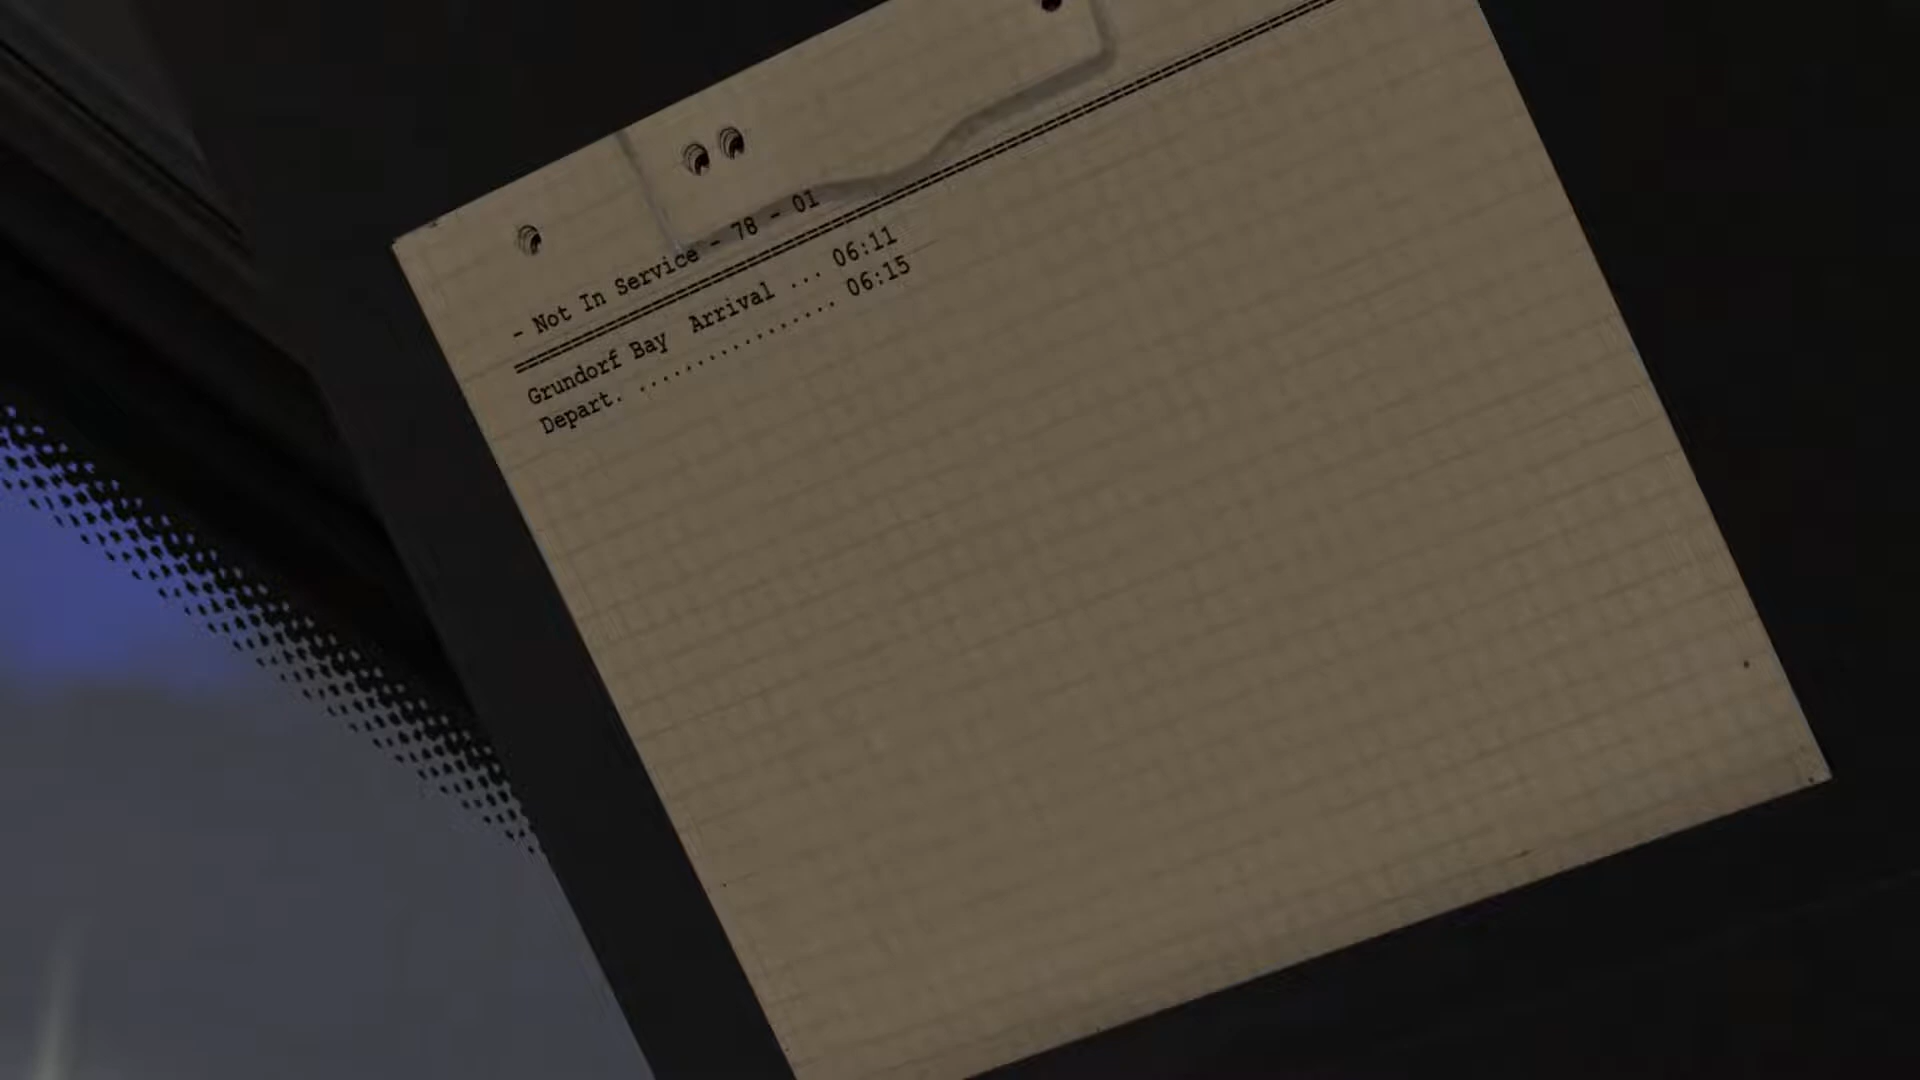 - Not In Service - 78 - 01
Grundorf Bay  Arrival ... 06:11
Depart. ................ 06:15